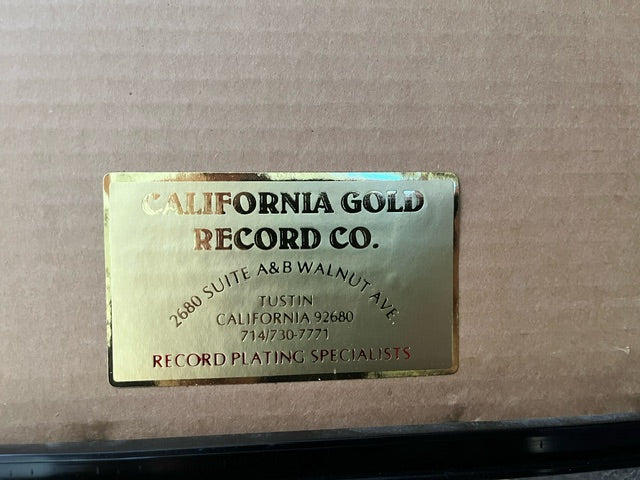 CALIFORNIA GOLD
RECORD CO.
2680 SUITE A&B WALNUT AVE.
TUSTIN
CALIFORNIA 92680
714/730-7771
RECORD PLATING SPECIALISTS